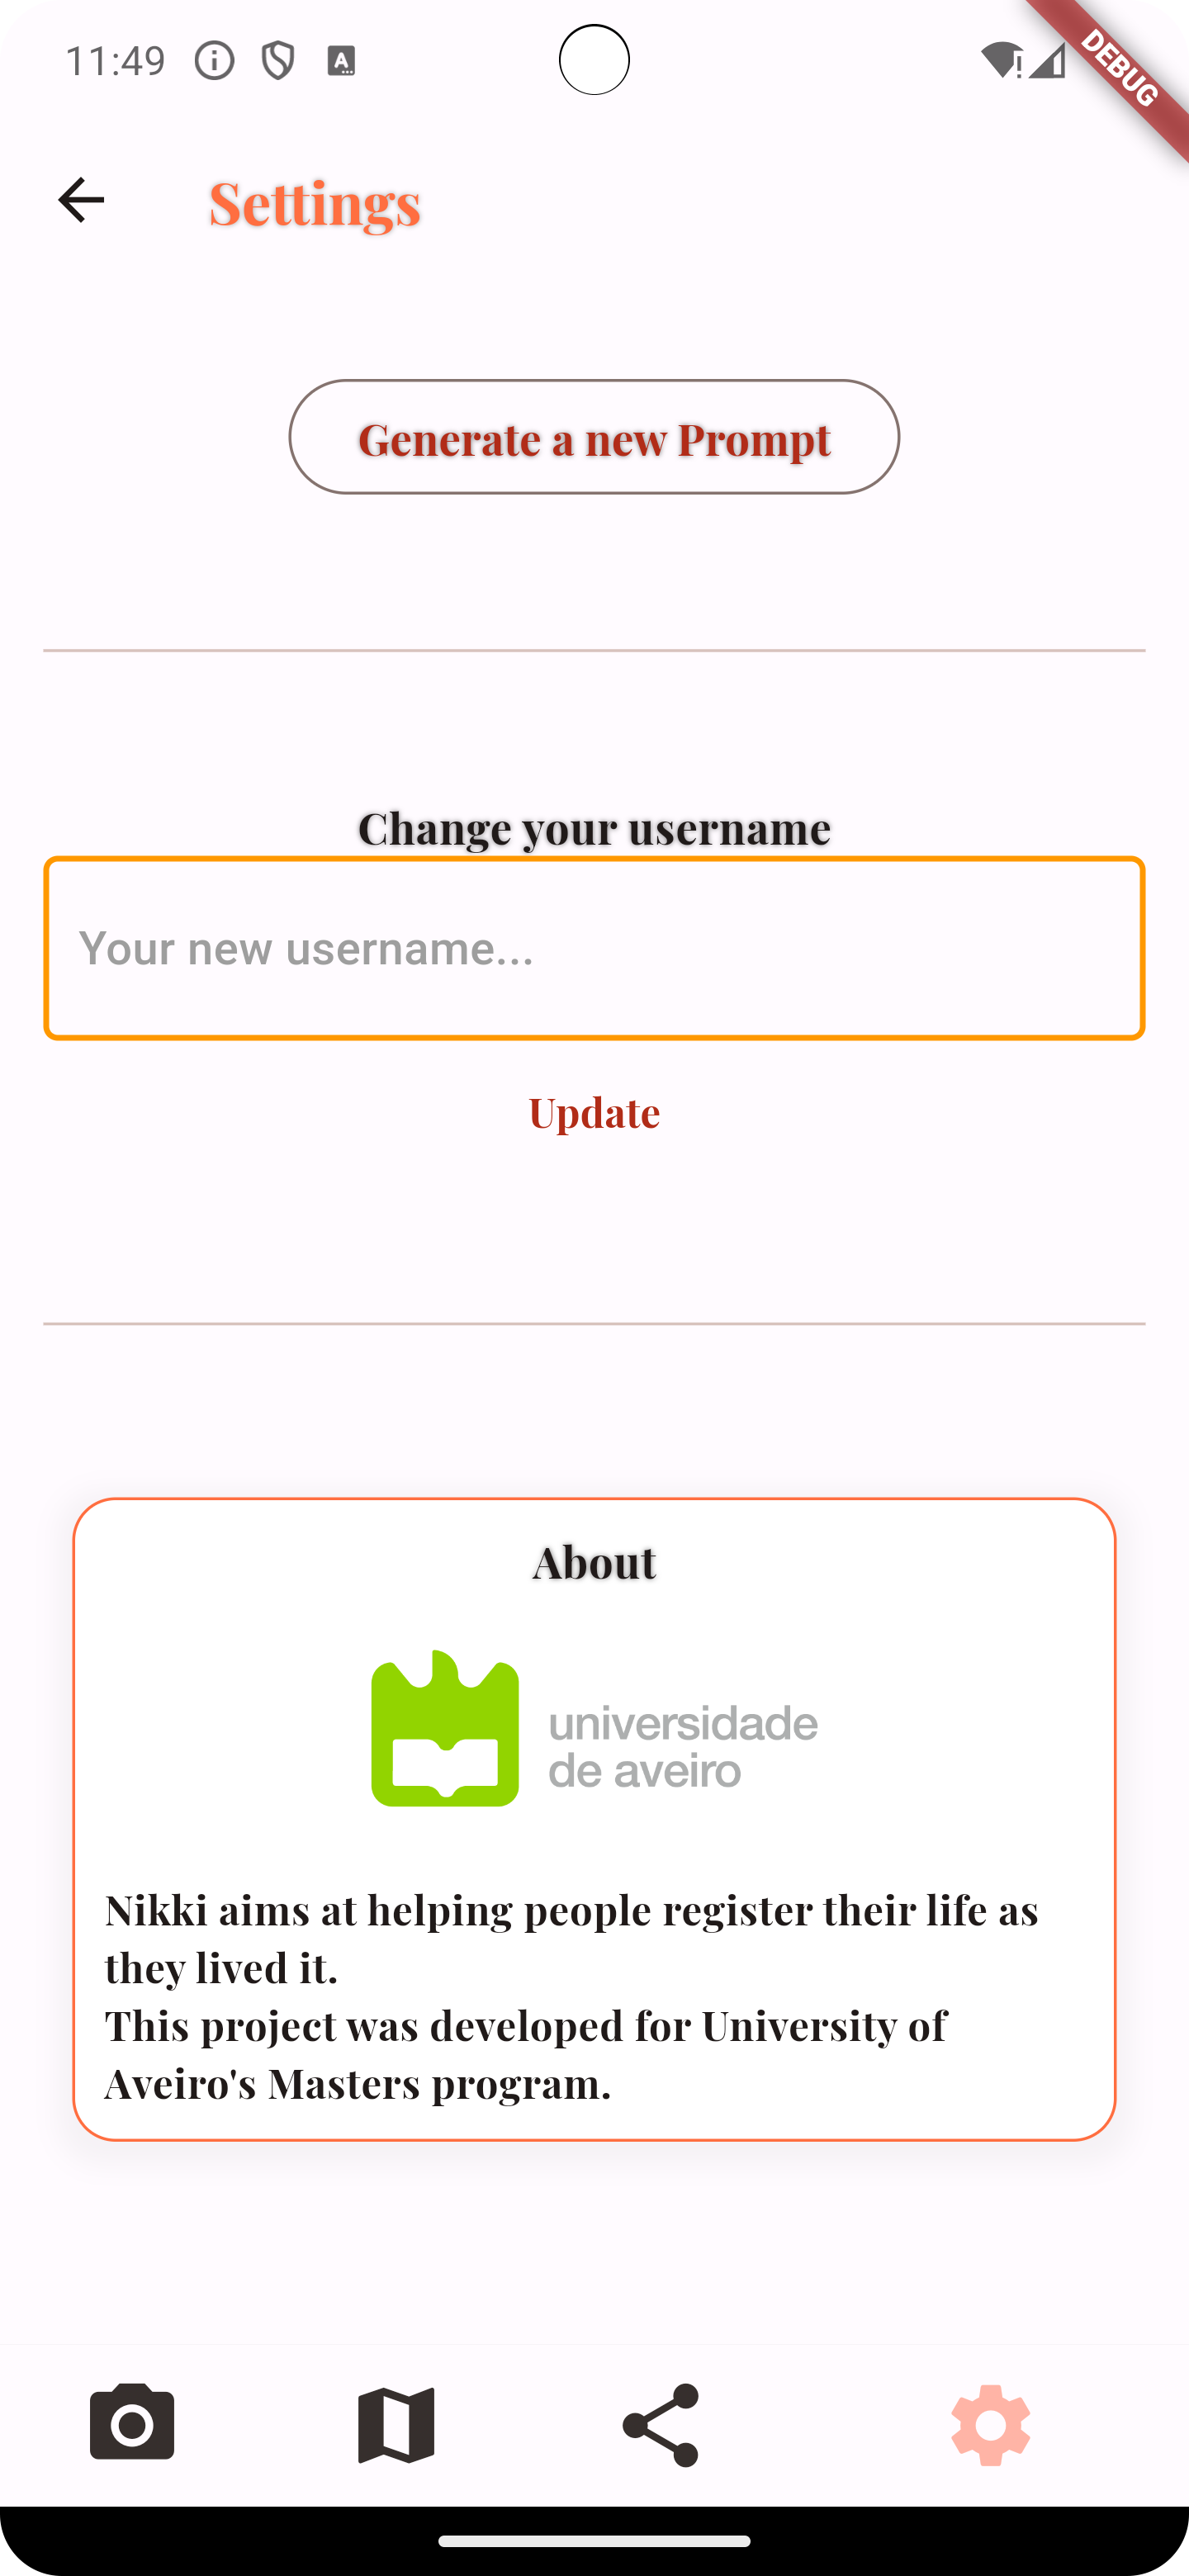 11:49
DEBUG
Settings
Generate a new Prompt
Change your username
Your new username...
Update
About
universidade
de aveiro
Nikki aims at helping people register their life as
they lived it.
This project was developed for University of
Aveiro's Masters program.